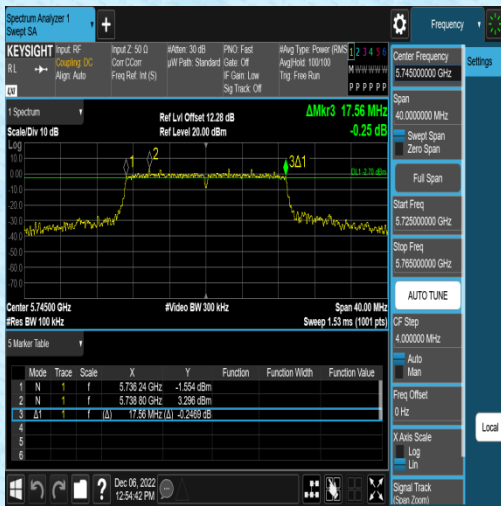 Spectrum Analyzer 1
Swept SA
Frequency
KEYSIGHT
Input: RF
Coupling: DC
Align: Auto
Input Z: 50 Ω
Corr CCorr
Freq Ref: Int (S)
#Atten: 30 dB
µW Path: Standard
PNO: Fast
Gate: Off
IF Gain: Low
Sig Track: Off
#Avg Type: Power (RMS
Avg|Hold: 100/100
Trig: Free Run
1 2 3 4 5 6
M W W W W W
P P P P P P
R L
LXI
1 Spectrum
Scale/Div 10 dB
Ref Lvl Offset 12.28 dB
Ref Level 20.00 dBm
ΔMkr3 17.56 MHz
-0.25 dB
Log
10.0
0.00
-10.0
-20.0
-30.0
-40.0
-50.0
-60.0
-70.0
1
2
3Δ1
DL1 -2.70 dBm
Center 5.74500 GHz
#Res BW 100 kHz
#Video BW 300 kHz
Span 40.00 MHz
Sweep 1.53 ms (1001 pts)
5 Marker Table
Mode Trace Scale X Y Function Function Width Function Value
1 N 1 f 5.736 24 GHz -1.554 dBm
2 N 1 f 5.738 80 GHz 3.296 dBm
3 Δ1 1 f (Δ) 17.56 MHz (Δ) -0.2469 dB
4
5
6
?
Dec 06, 2022
12:54:42 PM
Center Frequency
5.745000000 GHz
Settings
Span
40.0000000 MHz
Swept Span
Zero Span
Full Span
Start Freq
5.725000000 GHz
Stop Freq
5.765000000 GHz
AUTO TUNE
CF Step
4.000000 MHz
Auto
Man
Freq Offset
0 Hz
X Axis Scale
Log
Lin
Signal Track
(Span Zoom)
Local